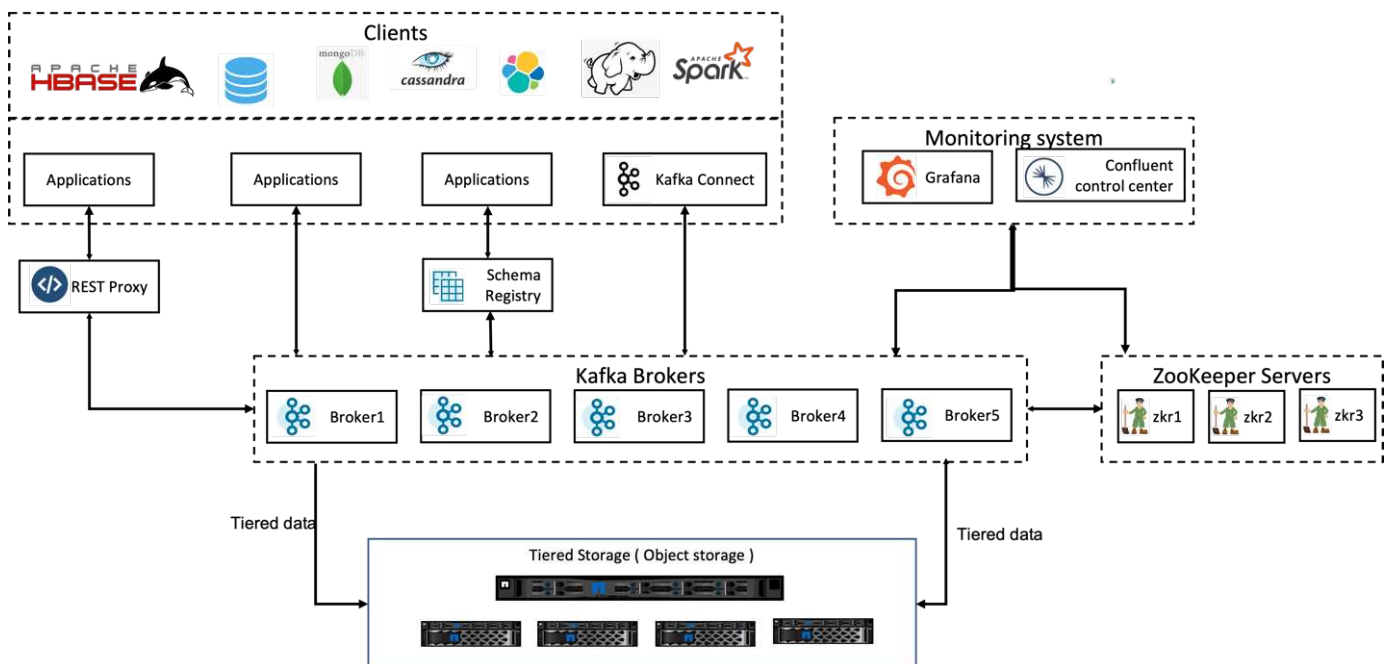 Clients
APACHE
HBASE
mongoDB
cassandra
APACHE
Spark
Monitoring system
Applications
Applications
Applications
Kafka Connect
Grafana
Confluent
control center
REST Proxy
Schema
Registry
Kafka Brokers
ZooKeeper Servers
Broker1
Broker2
Broker3
Broker4
Broker5
zkr1
zkr2
zkr3
Tiered data
Tiered data
Tiered Storage ( Object storage )